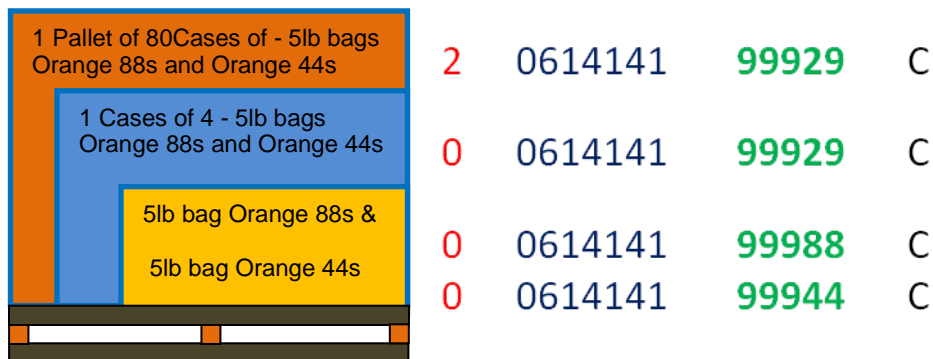 1 Pallet of 80Cases of - 5lb bags
Orange 88s and Orange 44s
2 0614141 99929 C
1 Cases of 4 - 5lb bags
Orange 88s and Orange 44s
0 0614141 99929 C
5lb bag Orange 88s &
0 0614141 99988 C
5lb bag Orange 44s
0 0614141 99944 C